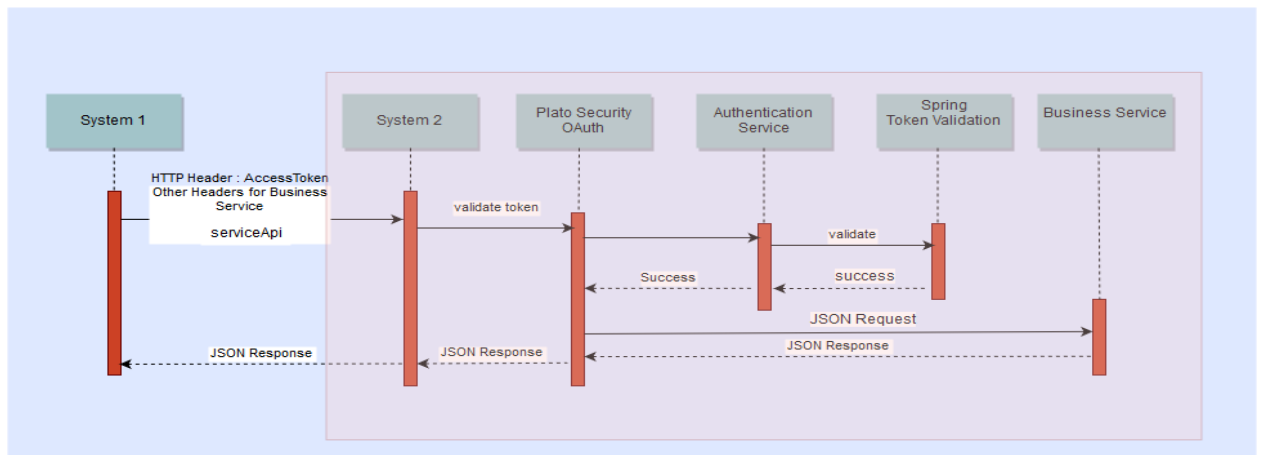 System 1
System 2
Plato Security
OAuth
Authentication
Service
Spring
Token Validation
Business Service
HTTP Header : AccessToken
Other Headers for Business
Service
serviceApi
validate token
validate
Success
success
JSON Request
JSON Response
JSON Response
JSON Response